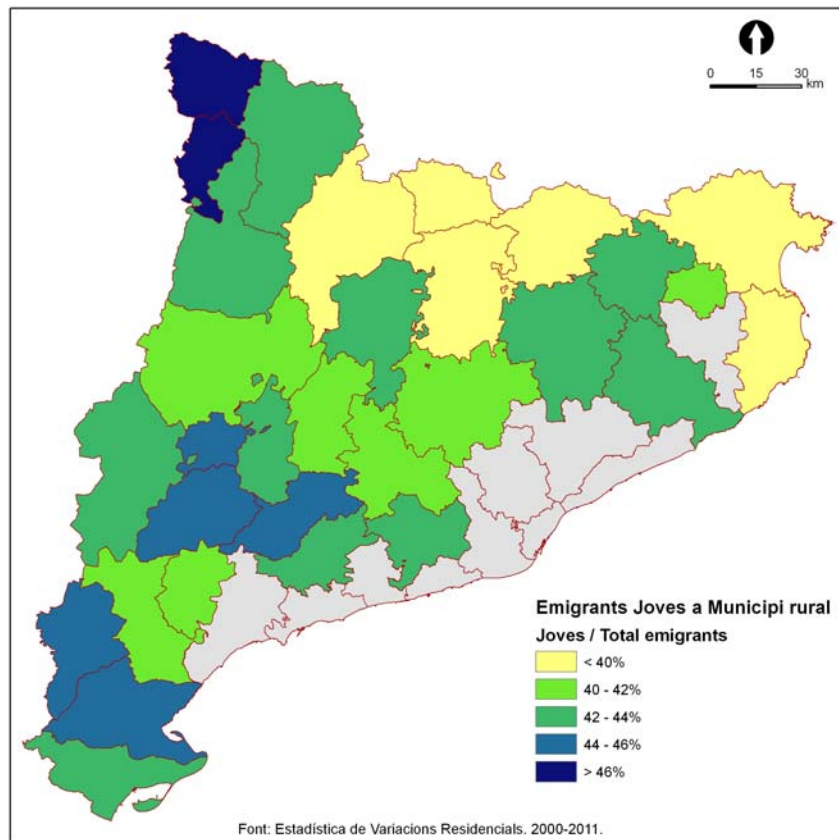 0 15 30
km
Emigrants Joves a Municipi rural
Joves / Total emigrants
< 40%
40 - 42%
42 - 44%
44 - 46%
> 46%
Font: Estadística de Variacions Residencials. 2000-2011.